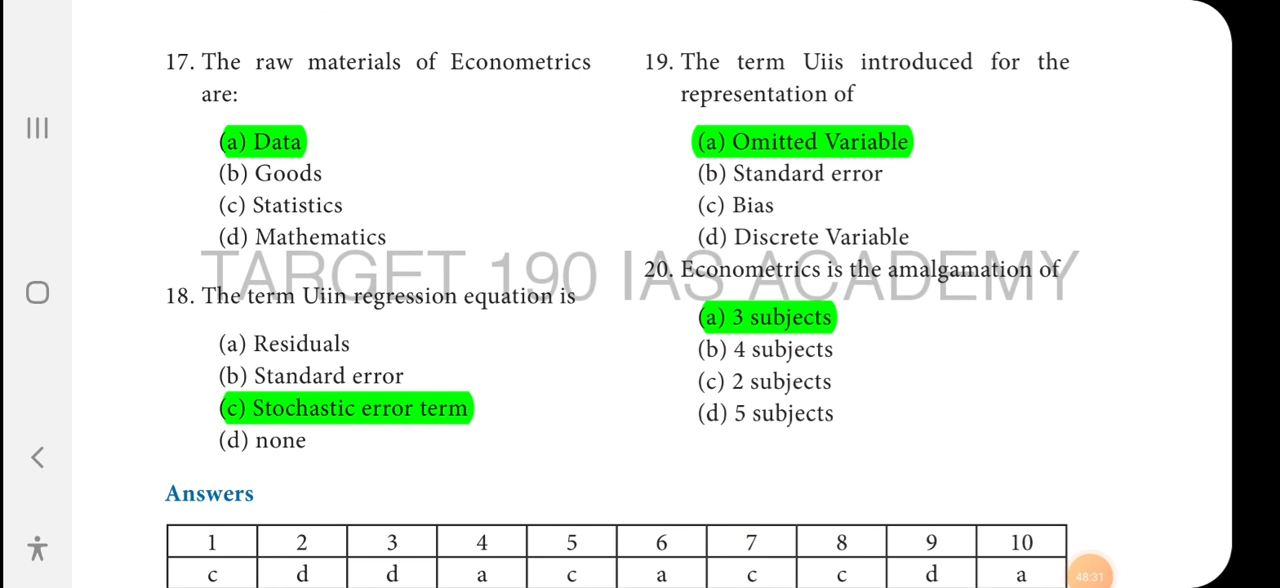 17. The raw materials of Econometrics
are:
(a) Data
(b) Goods
(c) Statistics
(d) Mathematics
18. The term Uiin regression equation is
(a) Residuals
(b) Standard error
(c) Stochastic error term
(d) none
19. The term Uiis introduced for the
representation of
(a) Omitted Variable
(b) Standard error
(c) Bias
(d) Discrete Variable
20. Econometrics is the amalgamation of
(a) 3 subjects
(b) 4 subjects
(c) 2 subjects
(d) 5 subjects
TARGET 190 IAS ACADEMY
Answers
1 2 3 4 5 6 7 8 9 10
c d d a c a c c d a
48:31